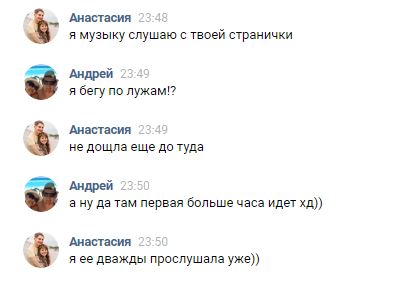 Анастасия 23:48
я музыку слушаю с твоей странички
Андрей 23:49
я бегу по лужам!?
Анастасия 23:49
не дощла еще до туда
Андрей 23:50
а ну да там первая больше часа идет хд))
Анастасия 23:50
я ее дважды прослушала уже))